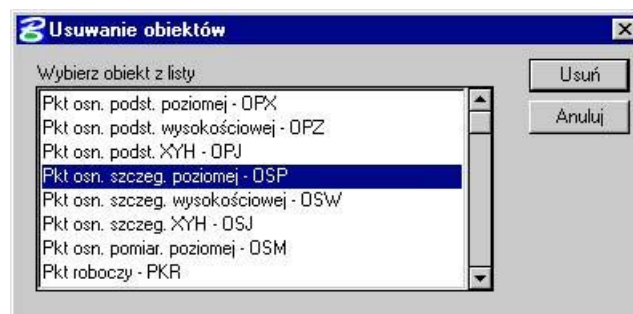 Usuwanie obiektów
Wybierz obiekt z listy
Pkt osn. podst. poziomej - OPX
Pkt osn. podst. wysokościowej - OPZ
Pkt osn. podst. XYH - OPJ
Pkt osn. szczeg. poziomej - OSP
Pkt osn. szczeg. wysokościowej - OSW
Pkt osn. szczeg. XYH - OSJ
Pkt osn. pomiar. poziomej - OSM
Pkt roboczy - PKR
Usuń
Anuluj